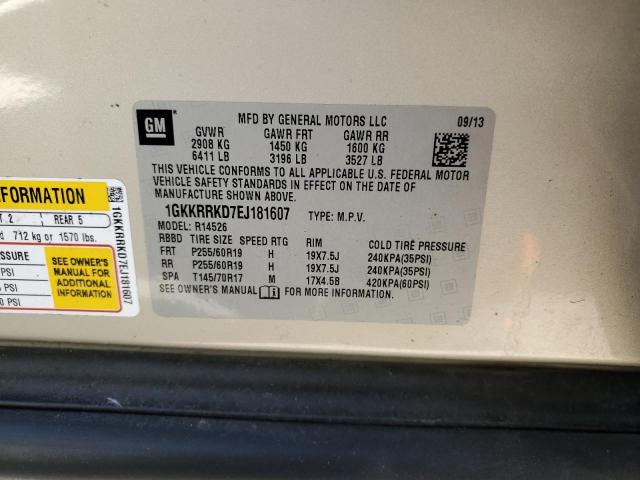 GM
MFD BY GENERAL MOTORS LLC
09/13
GVWR GAWR FRT GAWR RR
2908 KG 1450 KG 1600 KG
6411 LB 3196 LB 3527 LB
THIS VEHICLE CONFORMS TO ALL APPLICABLE U.S. FEDERAL MOTOR
VEHICLE SAFETY STANDARDS IN EFFECT ON THE DATE OF
MANUFACTURE SHOWN ABOVE.
1GKKRRKD7EJ181607 TYPE: M.P.V.
MODEL: R14526
RBBD TIRE SIZE SPEED RTG RIM COLD TIRE PRESSURE
FRT P255/60R19 H 19X7.5J 240KPA(35PSI)
RR P255/60R19 H 19X7.5J 240KPA(35PSI)
SPA T145/70R17 M 17X4.5B 420KPA(60PSI)
SEE OWNER'S MANUAL FOR MORE INFORMATION.
INFORMATION
2 REAR 5
712 kg or 1570 lbs.
SSURE
PSI
PSI
PSI
SEE OWNER'S
MANUAL FOR
ADDITIONAL
INFORMATION
1GKKRRKD7EJ181607